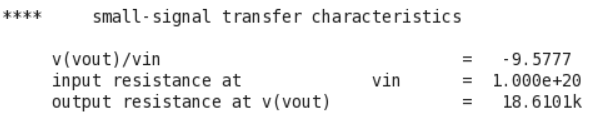 **** small-signal transfer characteristics
v(vout)/vin = -9.5777
input resistance at vin = 1.000e+20
output resistance at v(vout) = 18.6101k